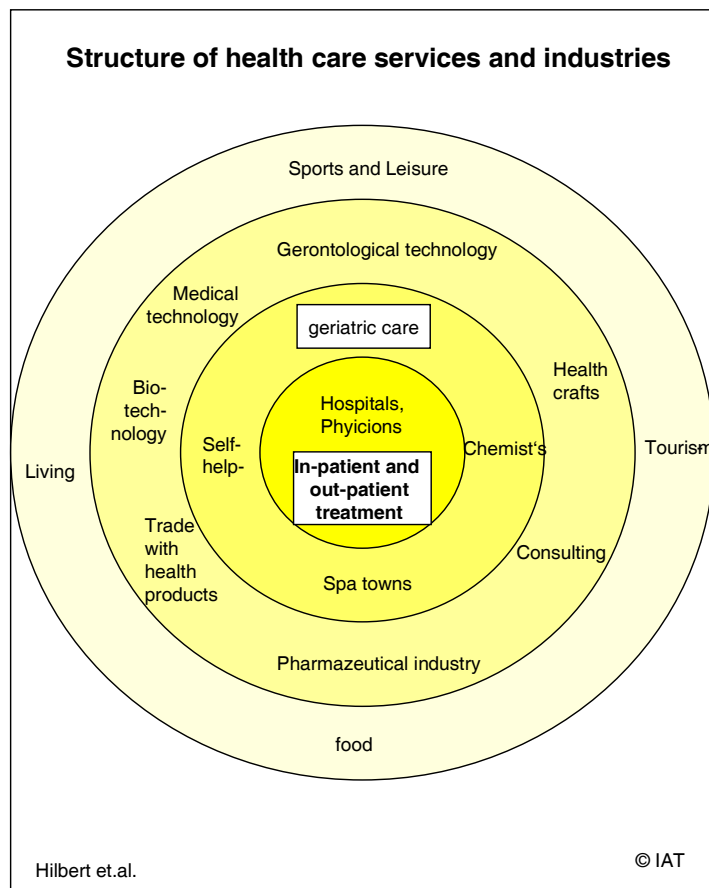 Structure of health care services and industries
Sports and Leisure
Gerontological technology
Medical
technology
geriatric care
Health
crafts
Bio-
tech-
nology
Hospitals,
Phyicions
Self-
help-
Chemist‘s
Tourism
Living
In-patient and
out-patient
treatment
Trade
with
health
products
Consulting
Spa towns
Pharmazeutical industry
food
Hilbert et.al.
© IAT